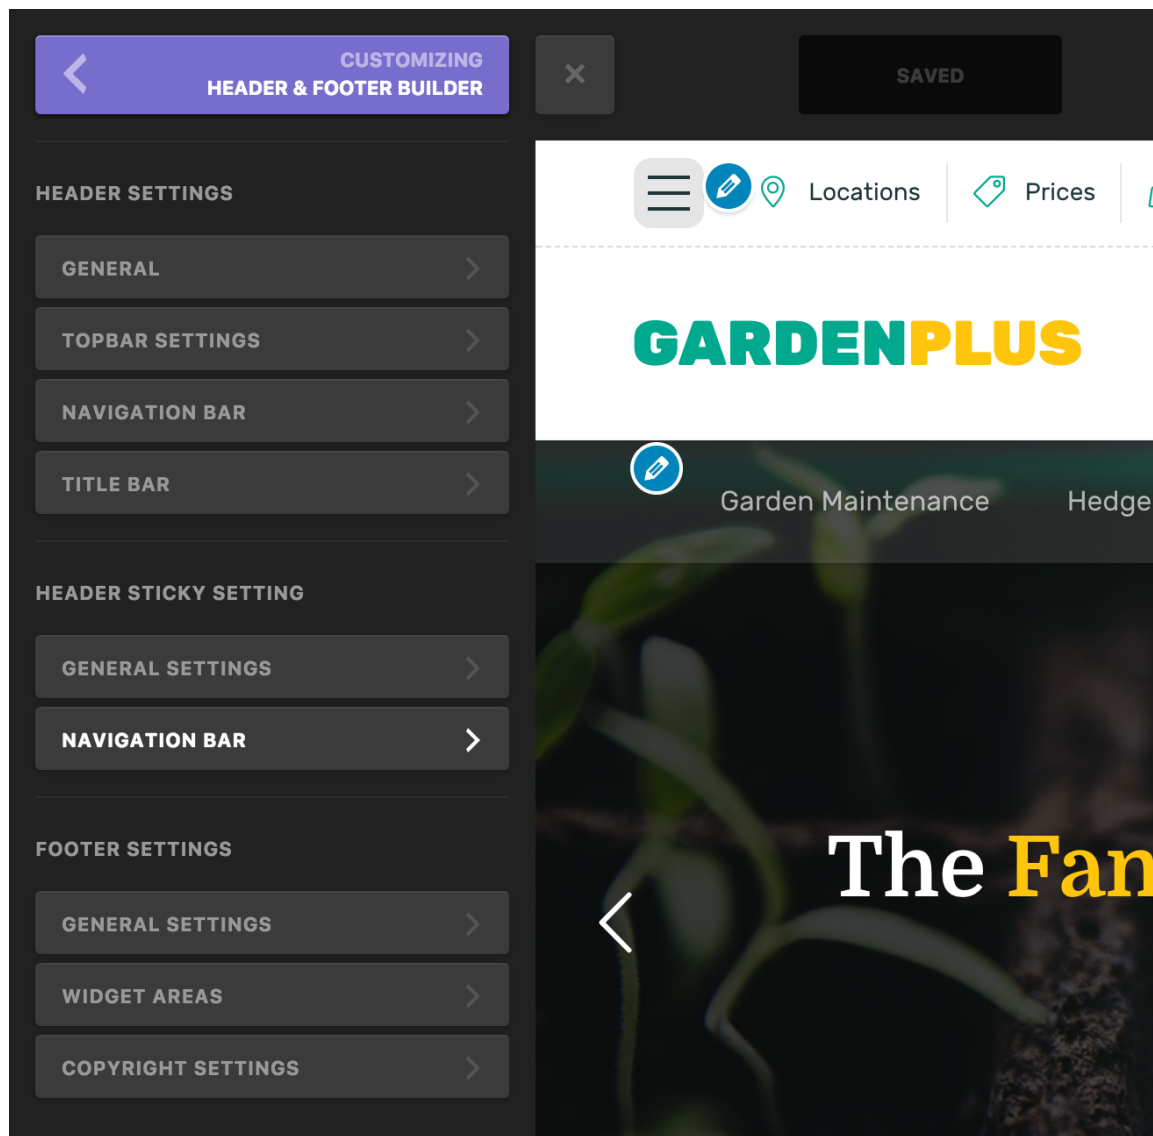 CUSTOMIZING
HEADER & FOOTER BUILDER
SAVED
HEADER SETTINGS
GENERAL
TOPBAR SETTINGS
NAVIGATION BAR
TITLE BAR
HEADER STICKY SETTING
GENERAL SETTINGS
NAVIGATION BAR
FOOTER SETTINGS
GENERAL SETTINGS
WIDGET AREAS
COPYRIGHT SETTINGS
Locations
Prices
GARDENPLUS
Garden Maintenance
Hedge
The Fan